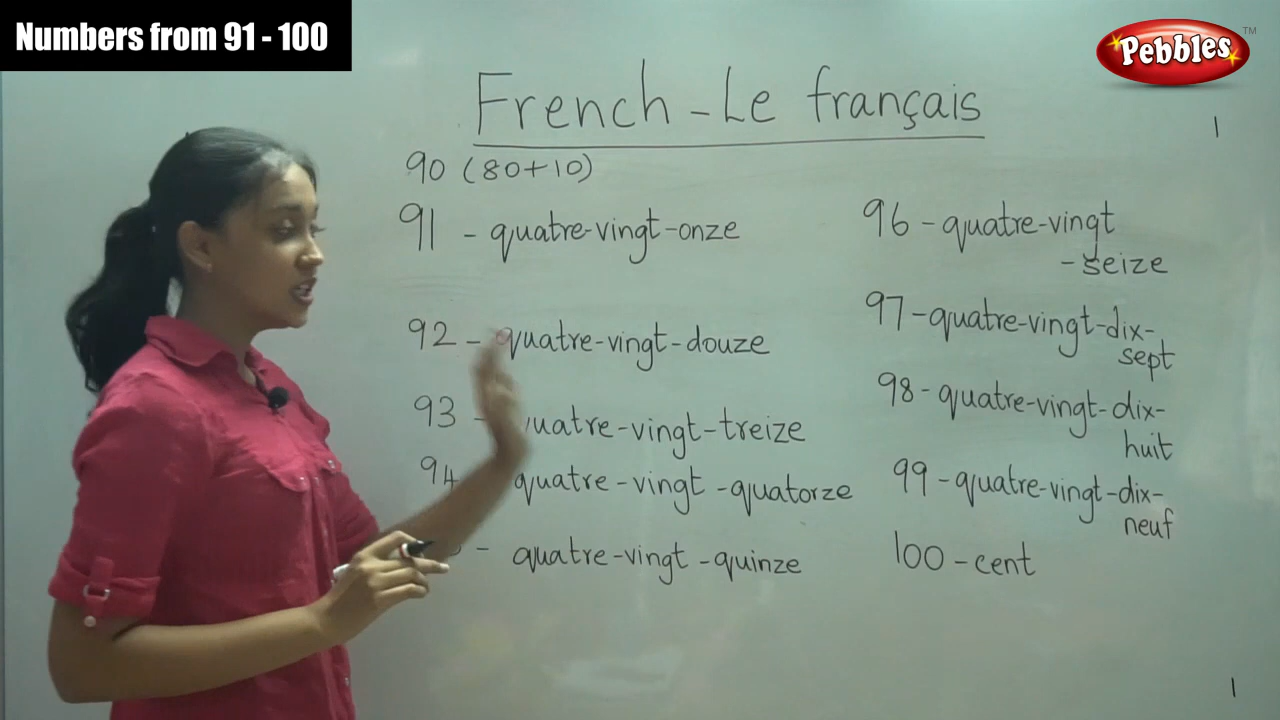 Numbers from 91 - 100
Pebbles TM
French - Le français
90 (80+10)
91 - quatre-vingt-onze
92 - quatre-vingt-douze
93 - uatre-vingt-treize
94 quatre-vingt-quatorze
- quatre-vingt-quinze
96 - quatre-vingt
-seize
97-quatre-vingt-dix-
sept
98-quatre-vingt-dix-
huit
99-quatre-vingt-dix-
neuf
100-cent